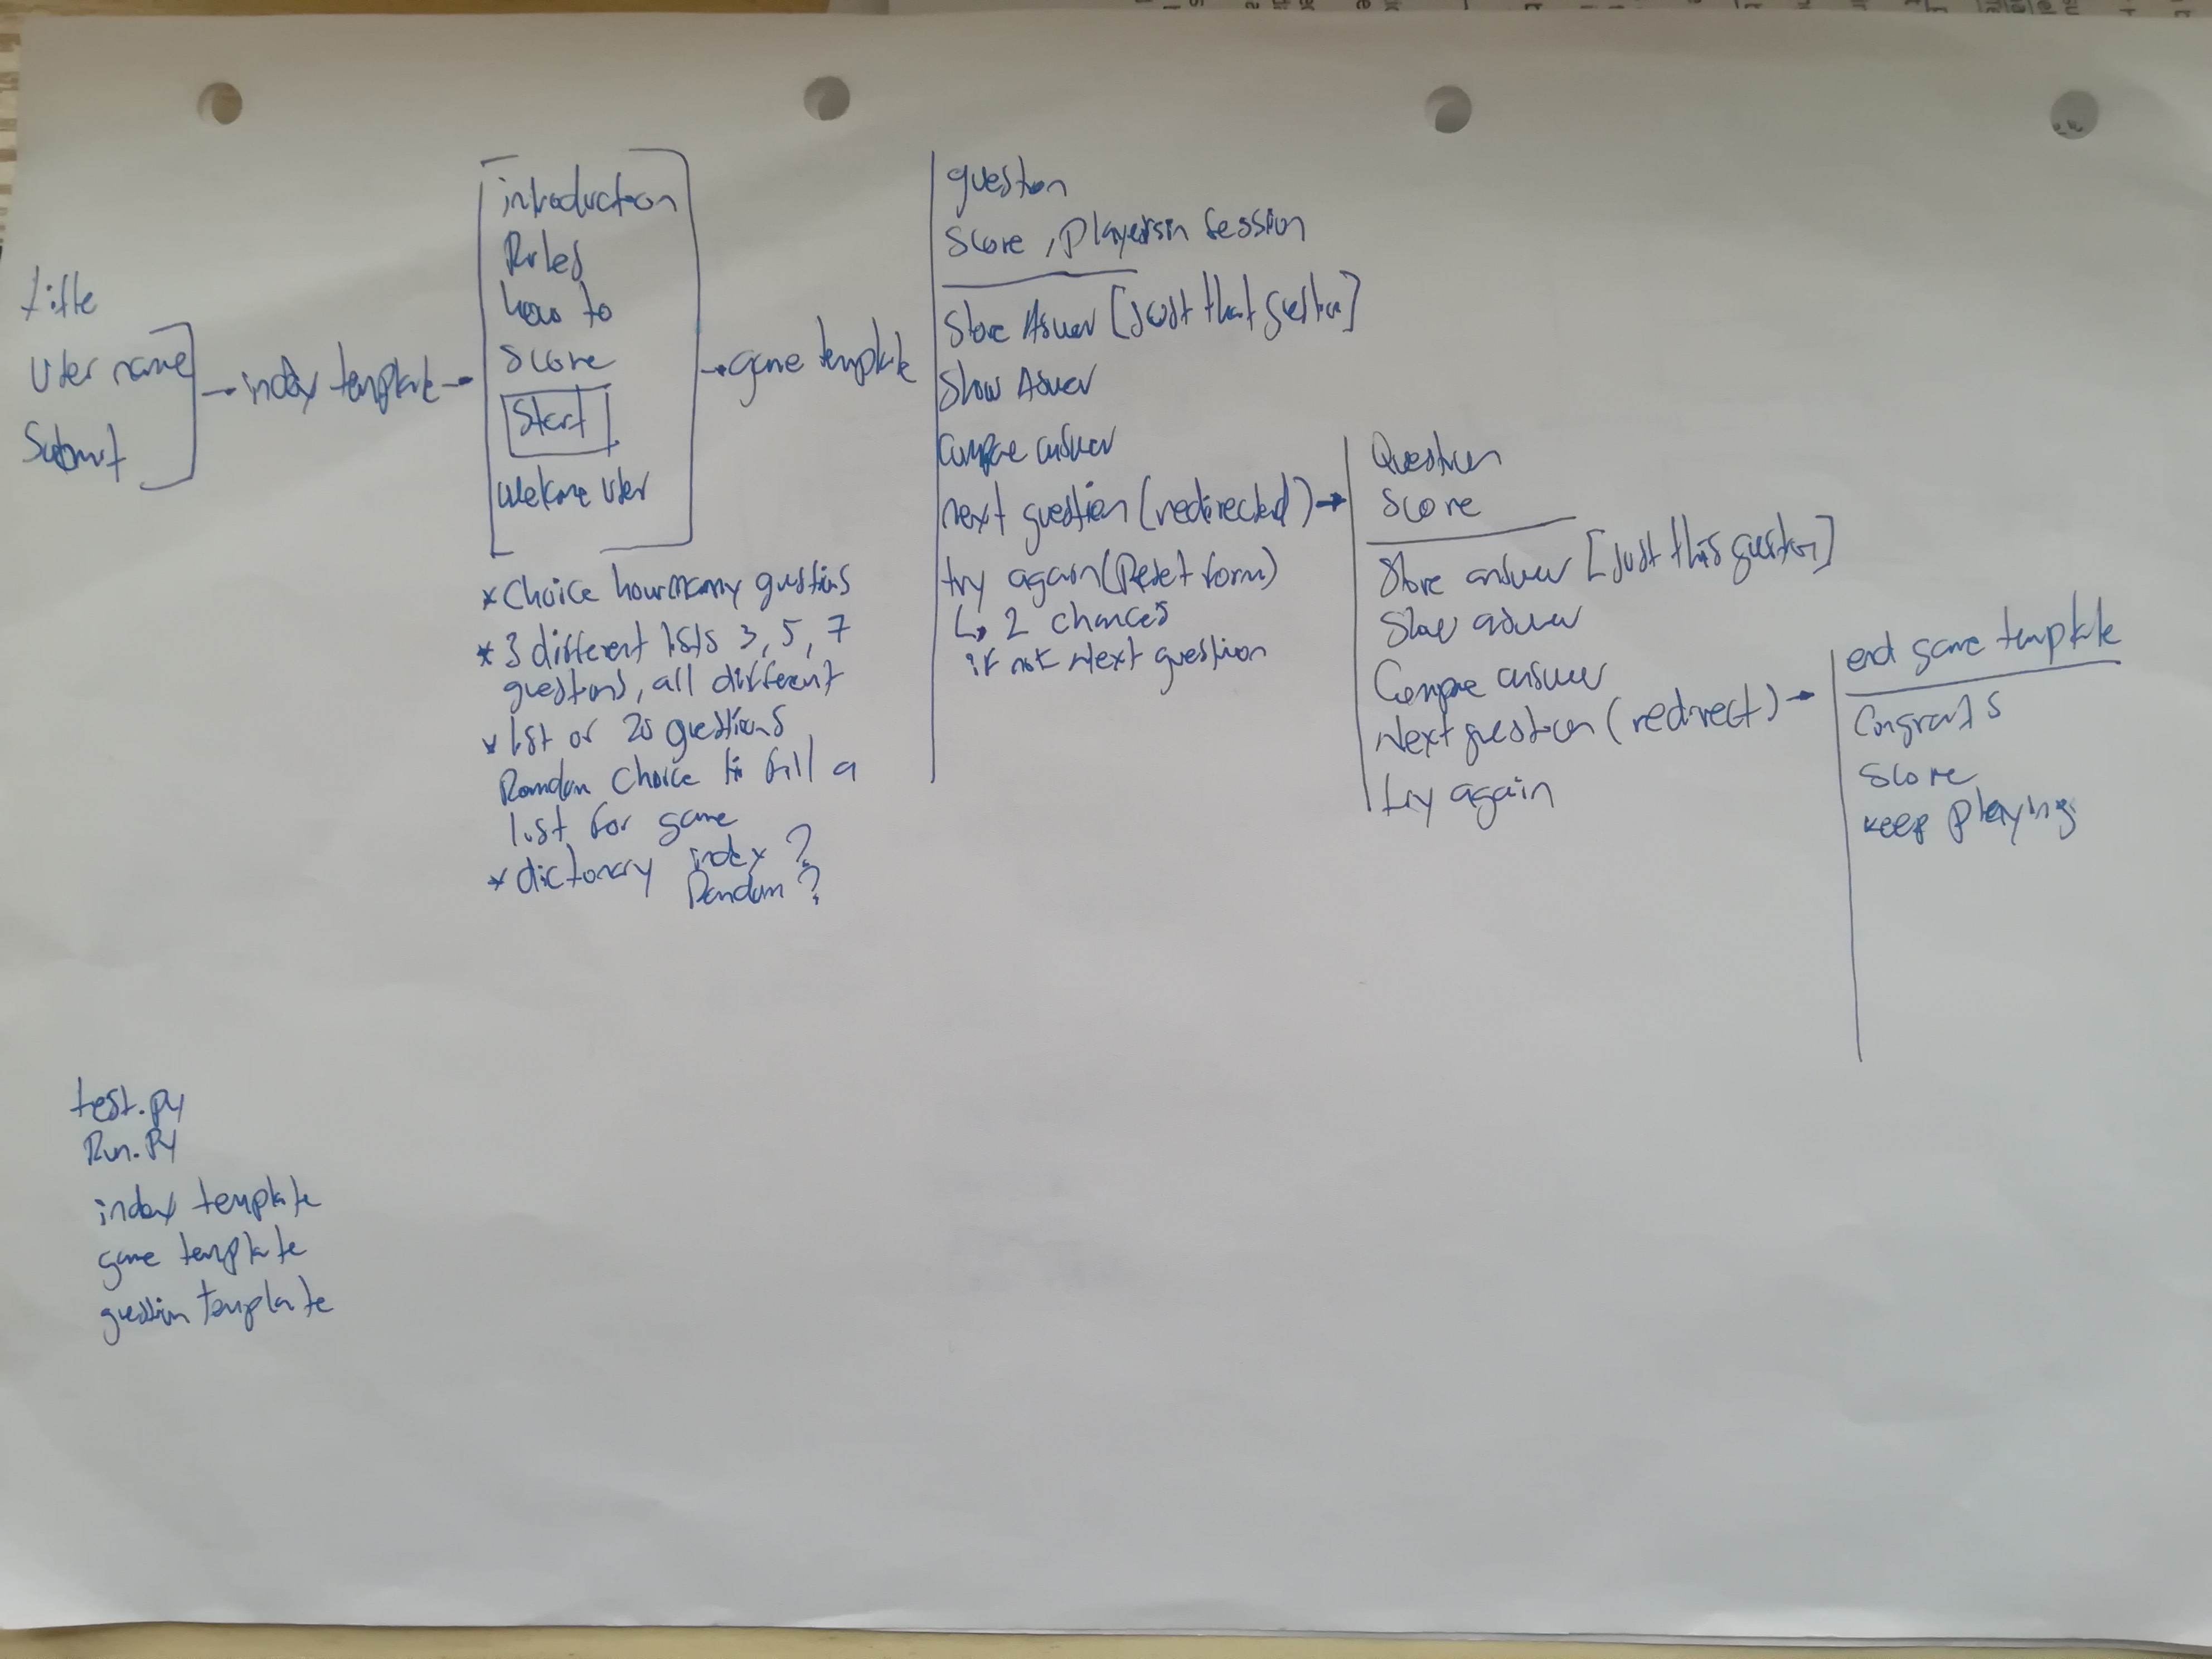 title
User name
Submit
→ index template →
introduction
Rules
how to
Score
Start
Welcome User
* Choice how many questions
* 3 different lists 3, 5, 7
questions, all different
* list of 20 questions
Random Choice to fill a
list for game
* dictonary index ?
Random ?
→ game template
question
Score, Players in Session
Store Aswer [just that question]
Show Aswer
Compare answer
next question (redirected) →
try again (Reset form)
↳ 2 chances
if not Next question
Question
Score
Store answer [just this question]
Show aswer
Compare answer
Next question (redirect) →
try again
end game template
Congrats
Score
keep playing
test.py
Run.Py
index template
game template
question template